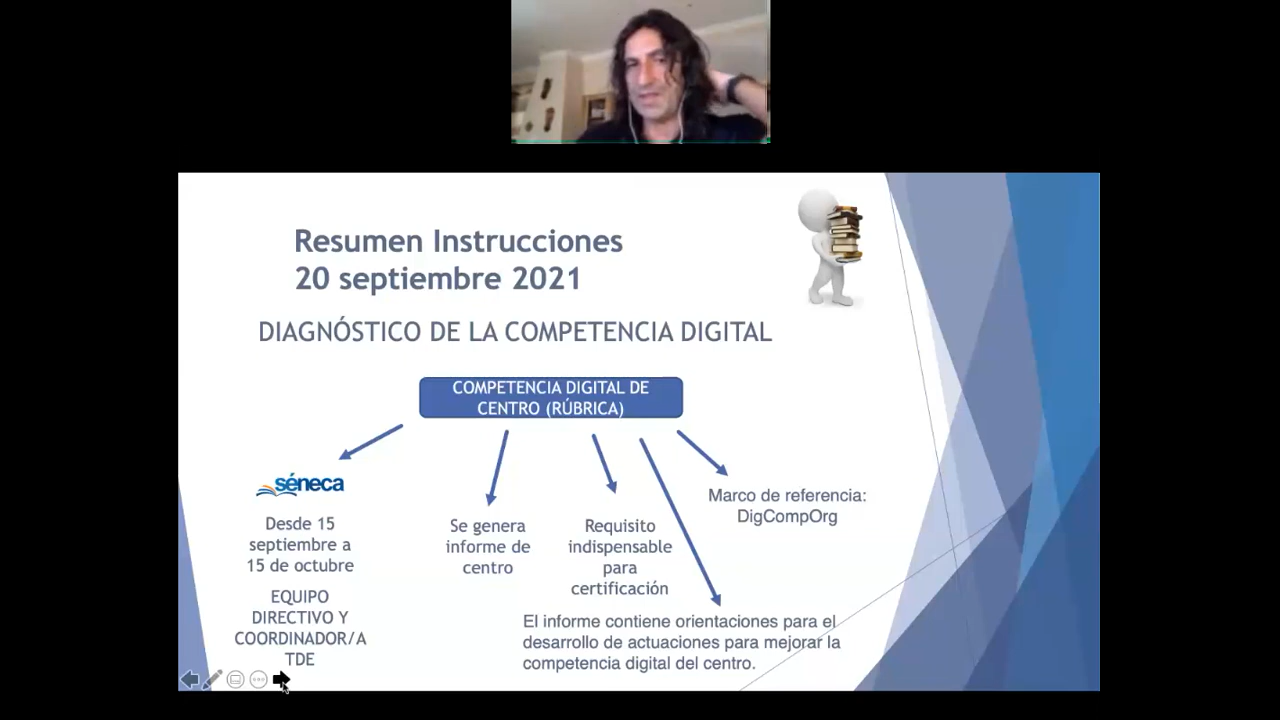 Resumen Instrucciones
20 septiembre 2021
DIAGNÓSTICO DE LA COMPETENCIA DIGITAL
COMPETENCIA DIGITAL DE
CENTRO (RÚBRICA)
séneca
Desde 15
septiembre a
15 de octubre
EQUIPO
DIRECTIVO Y
COORDINADOR/A
TDE
Se genera
informe de
centro
Requisito
indispensable
para
certificación
El informe contiene orientaciones para el
desarrollo de actuaciones para mejorar la
competencia digital del centro.
Marco de referencia:
DigCompOrg